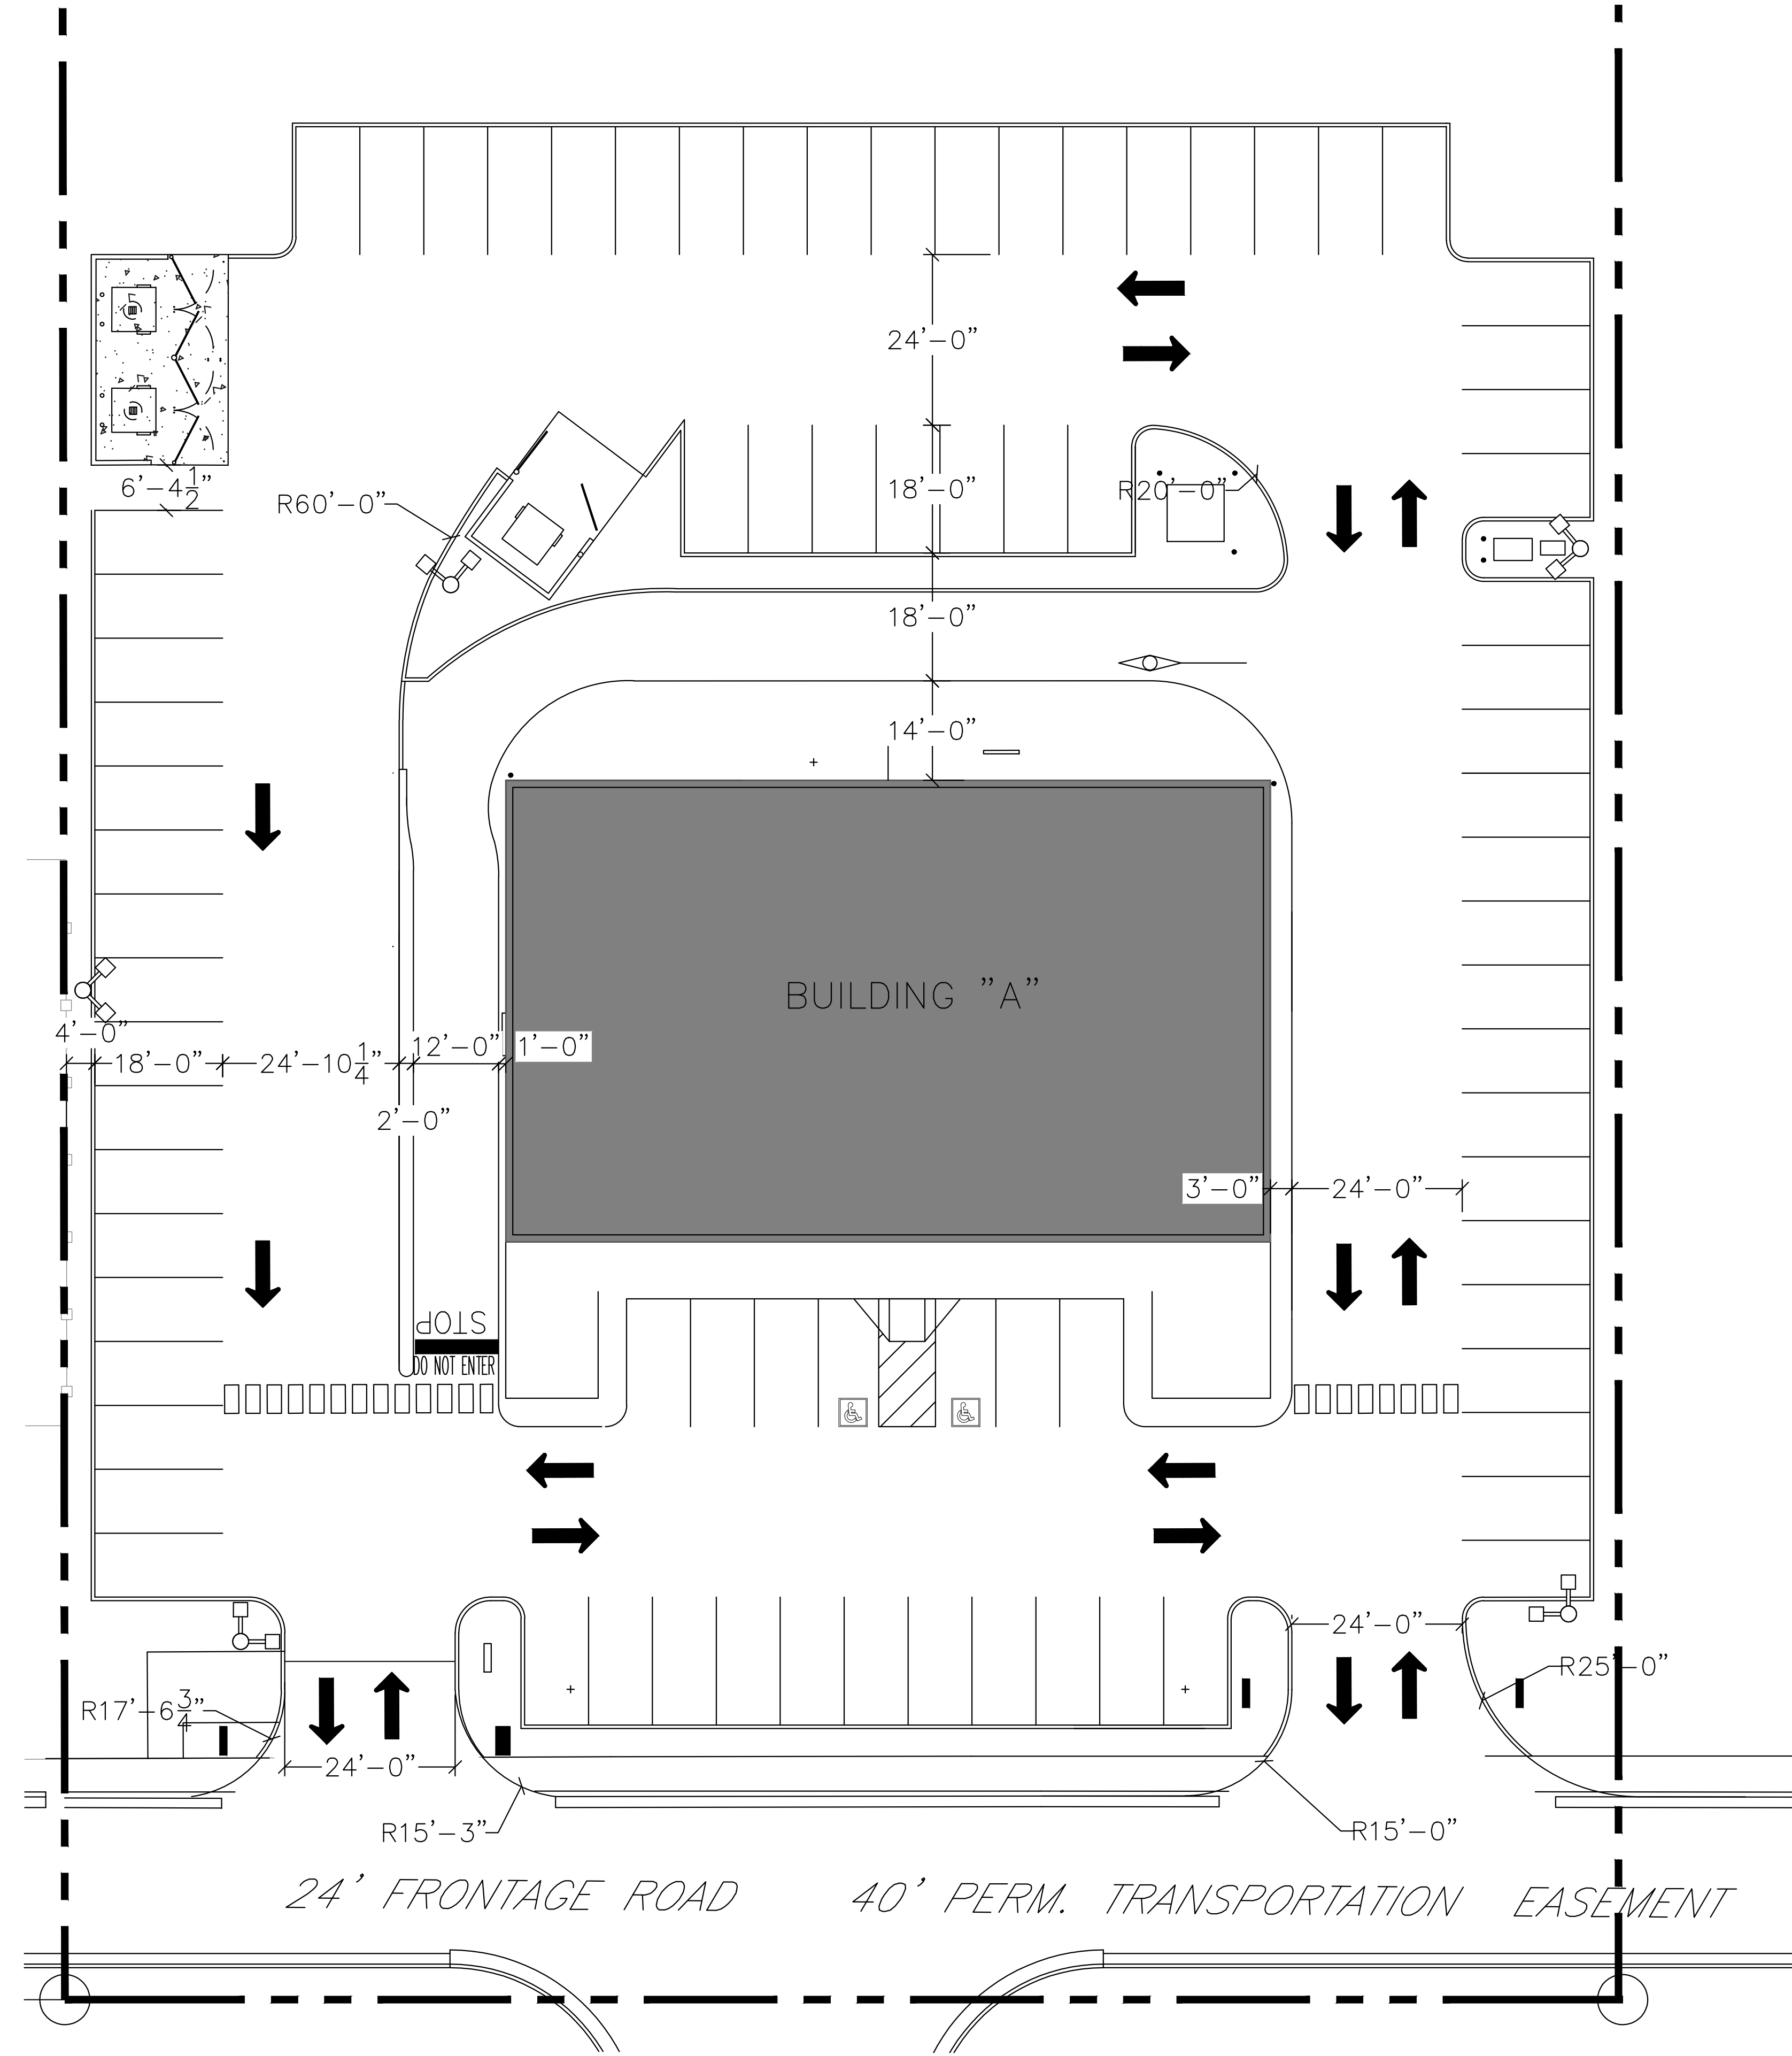 24'-0"
6'-4 1/2"
R60'-0"
18'-0"
R20'-0"
18'-0"
14'-0"
BUILDING "A"
4'-0"
18'-0"
24'-10 1/4"
12'-0"
1'-0"
2'-0"
3'-0"
24'-0"
STOP
DO NOT ENTER
24'-0"
R25'-0"
R17'-6 3/4"
24'-0"
R15'-3"
R15'-0"
24' FRONTAGE ROAD
40' PERM. TRANSPORTATION EASEMENT